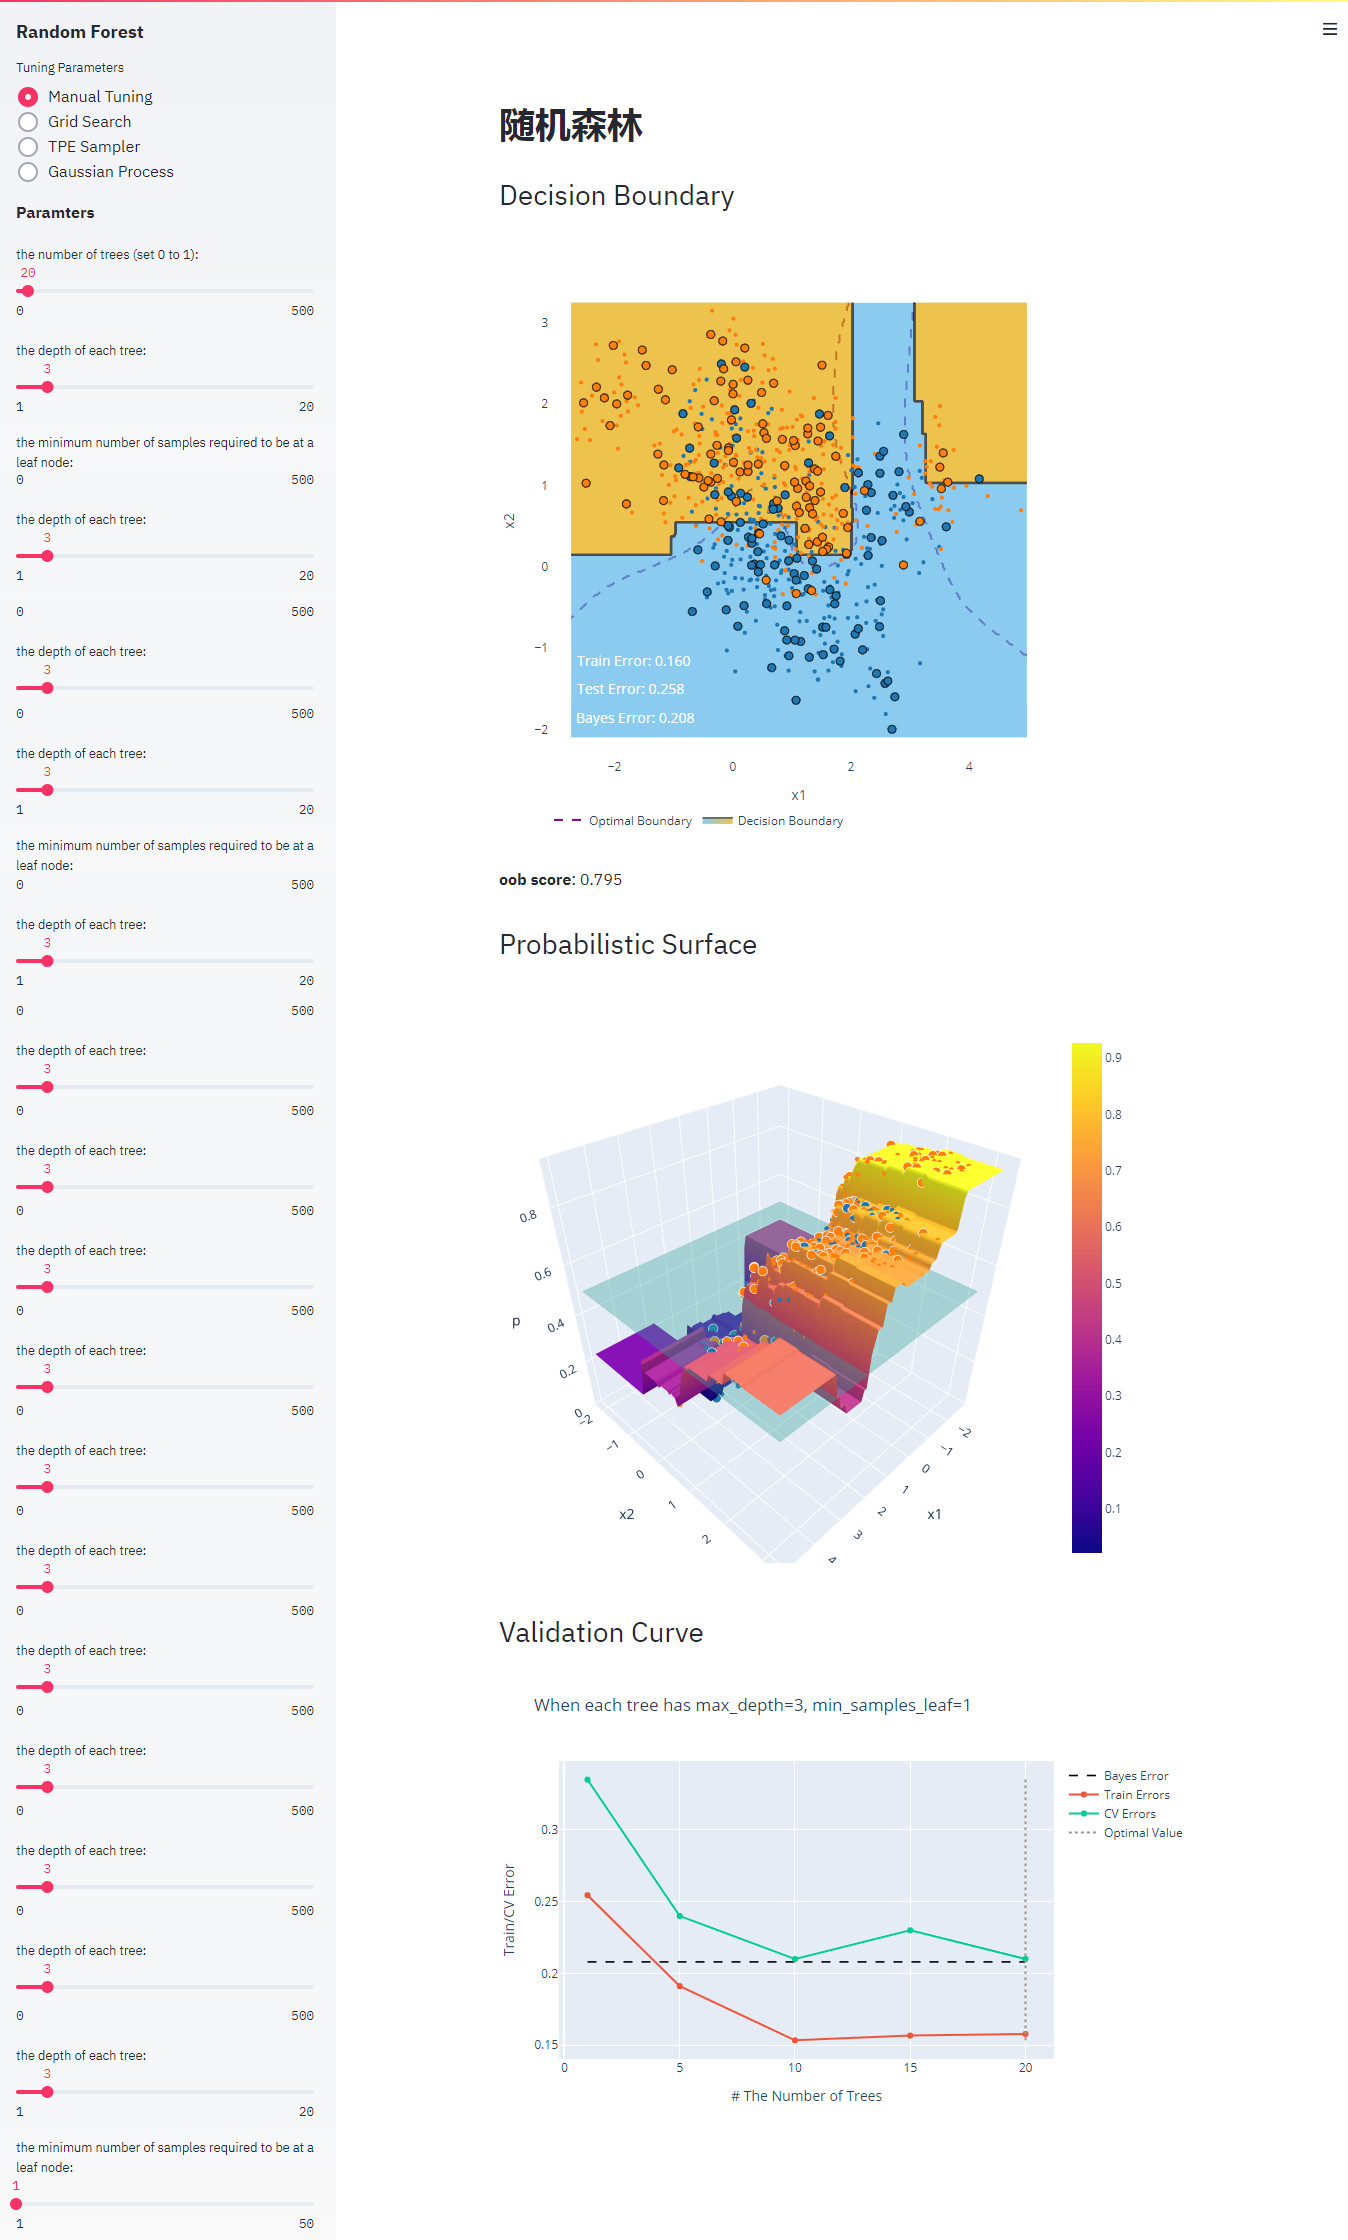 Random Forest
Tuning Parameters
Manual Tuning
Grid Search
TPE Sampler
Gaussian Process
Paramters
the number of trees (set 0 to 1):
20
0 500
the depth of each tree:
3
1 20
the minimum number of samples required to be at a
leaf node:
0 500
the depth of each tree:
3
1 20
0 500
the depth of each tree:
3
0 500
the depth of each tree:
3
1 20
the minimum number of samples required to be at a
leaf node:
0 500
the depth of each tree:
3
1 20
0 500
the depth of each tree:
3
0 500
the depth of each tree:
3
0 500
the depth of each tree:
3
0 500
the depth of each tree:
3
0 500
the depth of each tree:
3
0 500
the depth of each tree:
3
0 500
the depth of each tree:
3
0 500
the depth of each tree:
3
0 500
the depth of each tree:
3
0 500
the depth of each tree:
3
0 500
the depth of each tree:
3
1 20
the minimum number of samples required to be at a
leaf node:
1
1 50
随机森林
Decision Boundary
3
2
1
0
−1
−2
x2
Train Error: 0.160
Test Error: 0.258
Bayes Error: 0.208
−2 0 2 4
x1
Optimal Boundary Decision Boundary
oob score: 0.795
Probabilistic Surface
0.8
0.6
0.4
0.2
0
p
−2
−1
0
1
2
x2
−2
−1
0
1
2
3
4
x1
0.9
0.8
0.7
0.6
0.5
0.4
0.3
0.2
0.1
Validation Curve
When each tree has max_depth=3, min_samples_leaf=1
0.3
0.25
0.2
0.15
Train/CV Error
0 5 10 15 20
# The Number of Trees
Bayes Error
Train Errors
CV Errors
Optimal Value